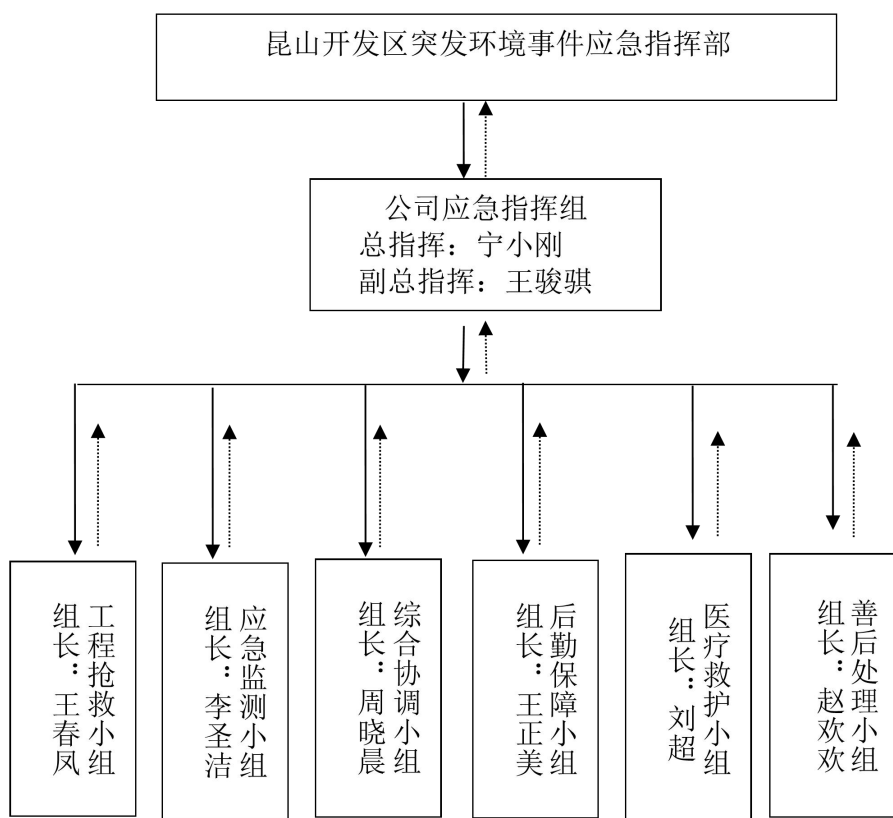 昆山开发区突发环境事件应急指挥部
公司应急指挥组
总指挥：宁小刚
副总指挥：王骏骐
工程抢救小组
组长：王春凤
应急监测小组
组长：李圣洁
综合协调小组
组长：周晓晨
后勤保障小组
组长：王正美
医疗救护小组
组长：刘超
善后处理小组
组长：赵欢欢